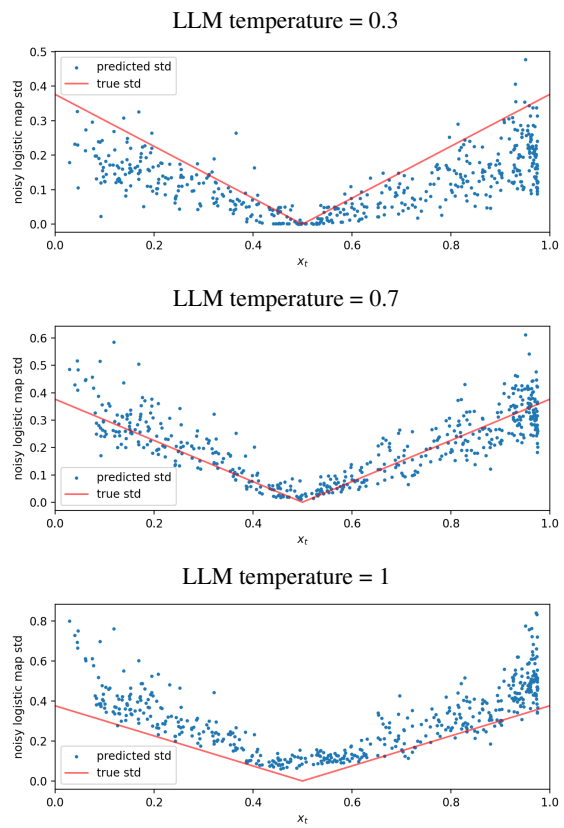 LLM temperature = 0.3
0.5
0.4
0.3
0.2
0.1
0.0
noisy logistic map std
predicted std
true std
0.0 0.2 0.4 0.6 0.8 1.0
x_t
LLM temperature = 0.7
0.6
0.5
0.4
0.3
0.2
0.1
0.0
noisy logistic map std
predicted std
true std
0.0 0.2 0.4 0.6 0.8 1.0
x_t
LLM temperature = 1
0.8
0.6
0.4
0.2
0.0
noisy logistic map std
predicted std
true std
0.0 0.2 0.4 0.6 0.8 1.0
x_t